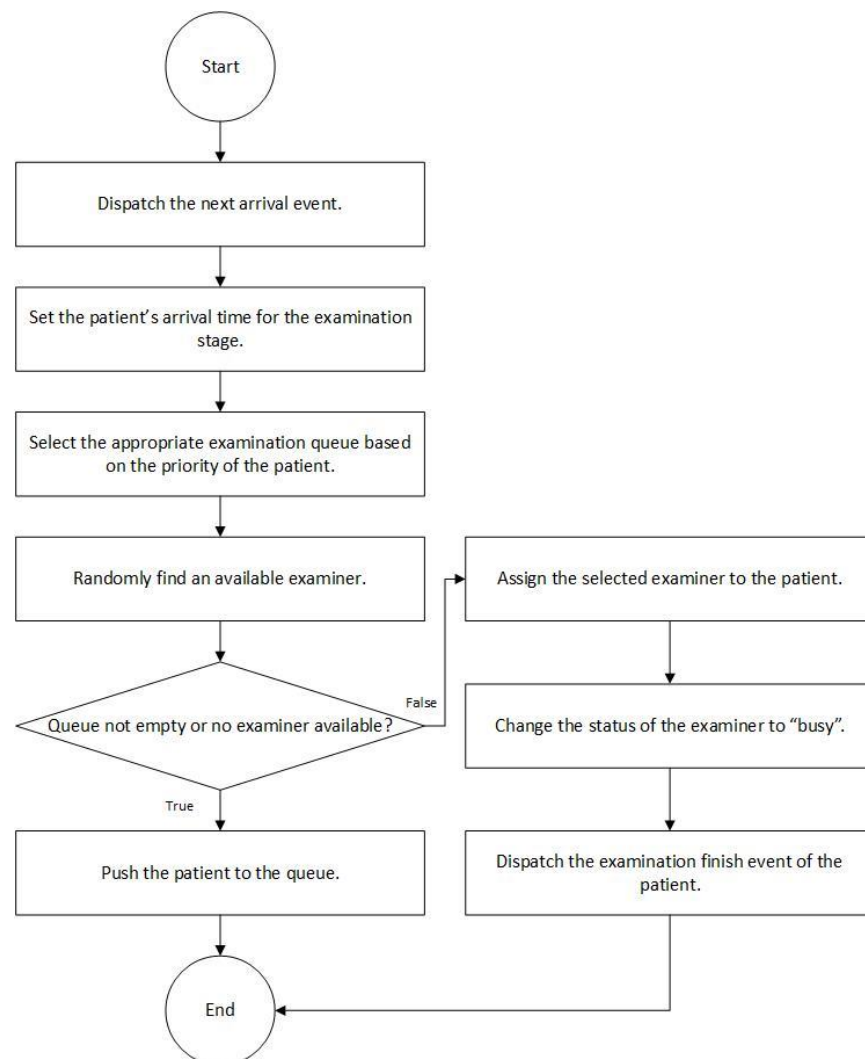 Start
Dispatch the next arrival event.
Set the patient’s arrival time for the examination
stage.
Select the appropriate examination queue based
on the priority of the patient.
Randomly find an available examiner.
Queue not empty or no examiner available?
False
True
Push the patient to the queue.
Assign the selected examiner to the patient.
Change the status of the examiner to “busy”.
Dispatch the examination finish event of the
patient.
End